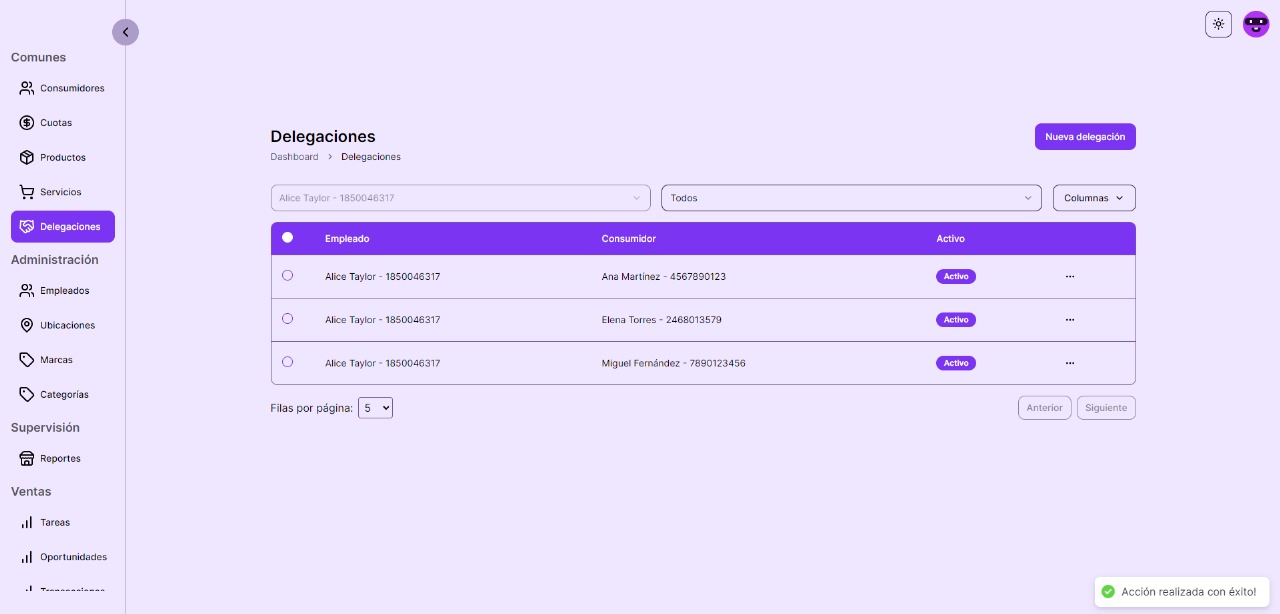 Comunes
Consumidores
Cuotas
Productos
Servicios
Delegaciones
Administración
Empleados
Ubicaciones
Marcas
Categorías
Supervisión
Reportes
Ventas
Tareas
Oportunidades
Delegaciones
Nueva delegación
Dashboard > Delegaciones
Alice Taylor - 1850046317
Todos
Columnas
Empleado Consumidor Activo
Alice Taylor - 1850046317 Ana Martínez - 4567890123 Activo ...
Alice Taylor - 1850046317 Elena Torres - 2468013579 Activo ...
Alice Taylor - 1850046317 Miguel Fernández - 7890123456 Activo ...
Filas por página: 5
Anterior Siguiente
Acción realizada con éxito!